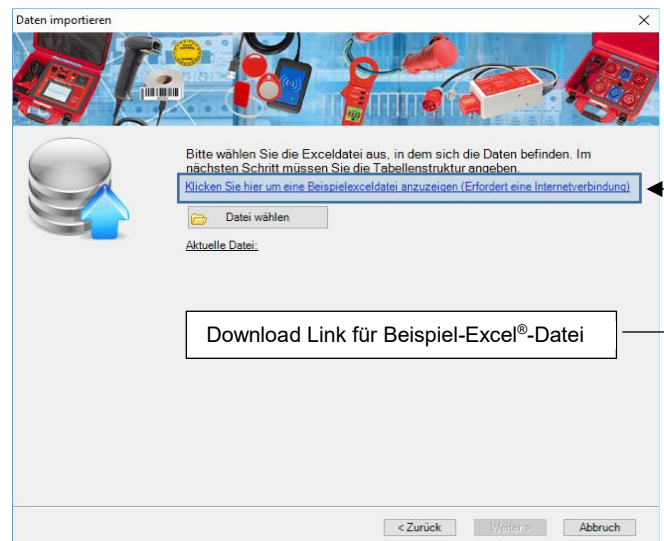 Daten importieren
Bitte wählen Sie die Exceldatei aus, in dem sich die Daten befinden. Im
nächsten Schritt müssen Sie die Tabellenstruktur angeben.
Klicken Sie hier um eine Beispielexceldatei anzuzeigen (Erfordert eine Internetverbindung)
Datei wählen
Aktuelle Datei:
Download Link für Beispiel-Excel®-Datei
< Zurück
Weiter >
Abbruch